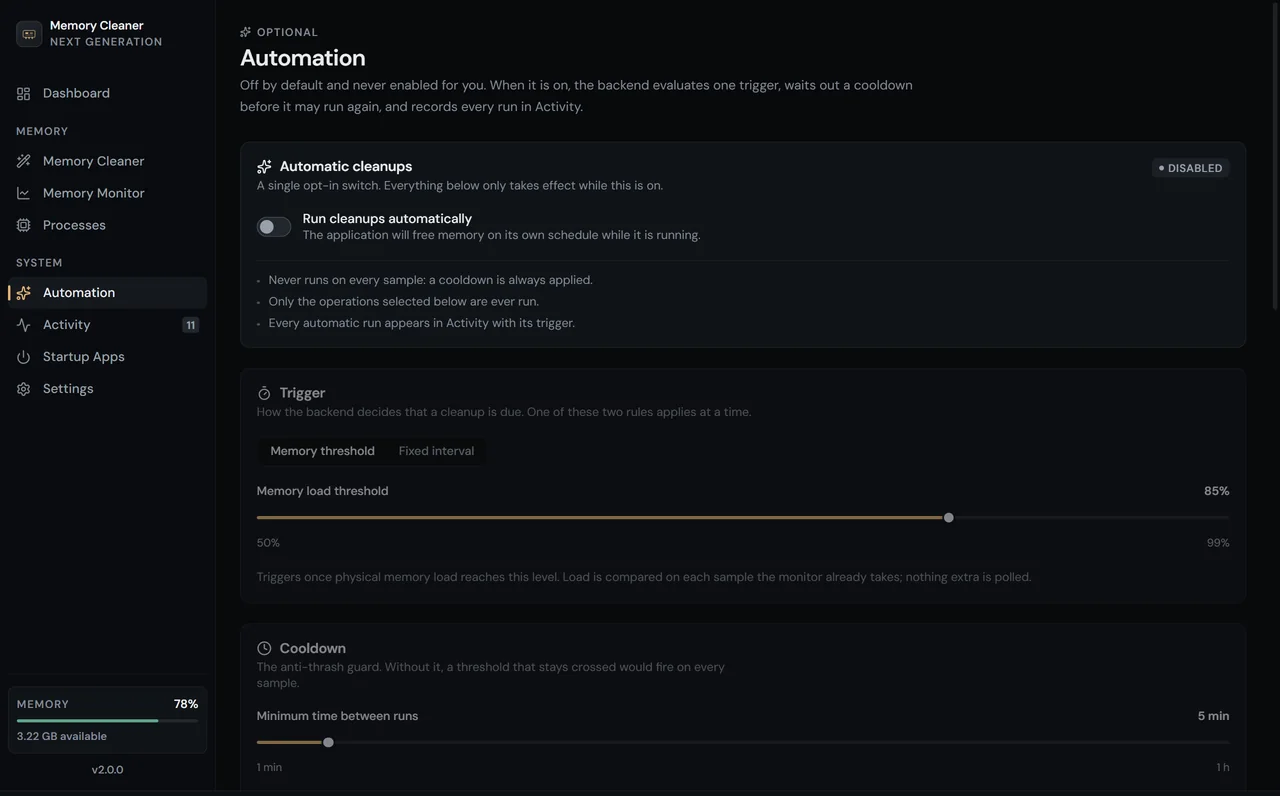 Memory Cleaner
NEXT GENERATION
Dashboard
MEMORY
Memory Cleaner
Memory Monitor
Processes
SYSTEM
Automation
Activity 11
Startup Apps
Settings
MEMORY 78%
3.22 GB available
v2.0.0
OPTIONAL
Automation
Off by default and never enabled for you. When it is on, the backend evaluates one trigger, waits out a cooldown
before it may run again, and records every run in Activity.
Automatic cleanups
DISABLED
A single opt-in switch. Everything below only takes effect while this is on.
Run cleanups automatically
The application will free memory on its own schedule while it is running.
- Never runs on every sample: a cooldown is always applied.
- Only the operations selected below are ever run.
- Every automatic run appears in Activity with its trigger.
Trigger
How the backend decides that a cleanup is due. One of these two rules applies at a time.
Memory threshold Fixed interval
Memory load threshold 85%
50% 99%
Triggers once physical memory load reaches this level. Load is compared on each sample the monitor already takes; nothing extra is polled.
Cooldown
The anti-thrash guard. Without it, a threshold that stays crossed would fire on every
sample.
Minimum time between runs 5 min
1 min 1 h